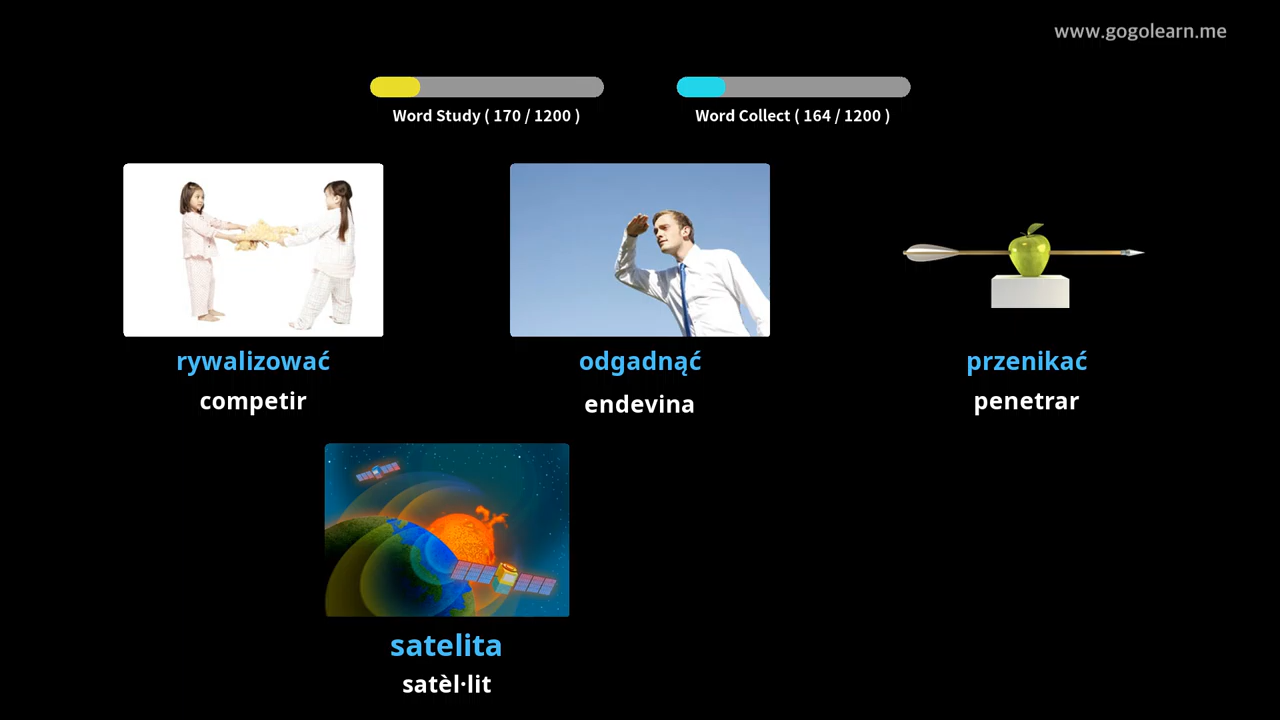 www.gogolearn.me
Word Study ( 170 / 1200 )
Word Collect ( 164 / 1200 )
rywalizować
odgadnąć
przenikać
competir
endevina
penetrar
satelita
satèl·lit